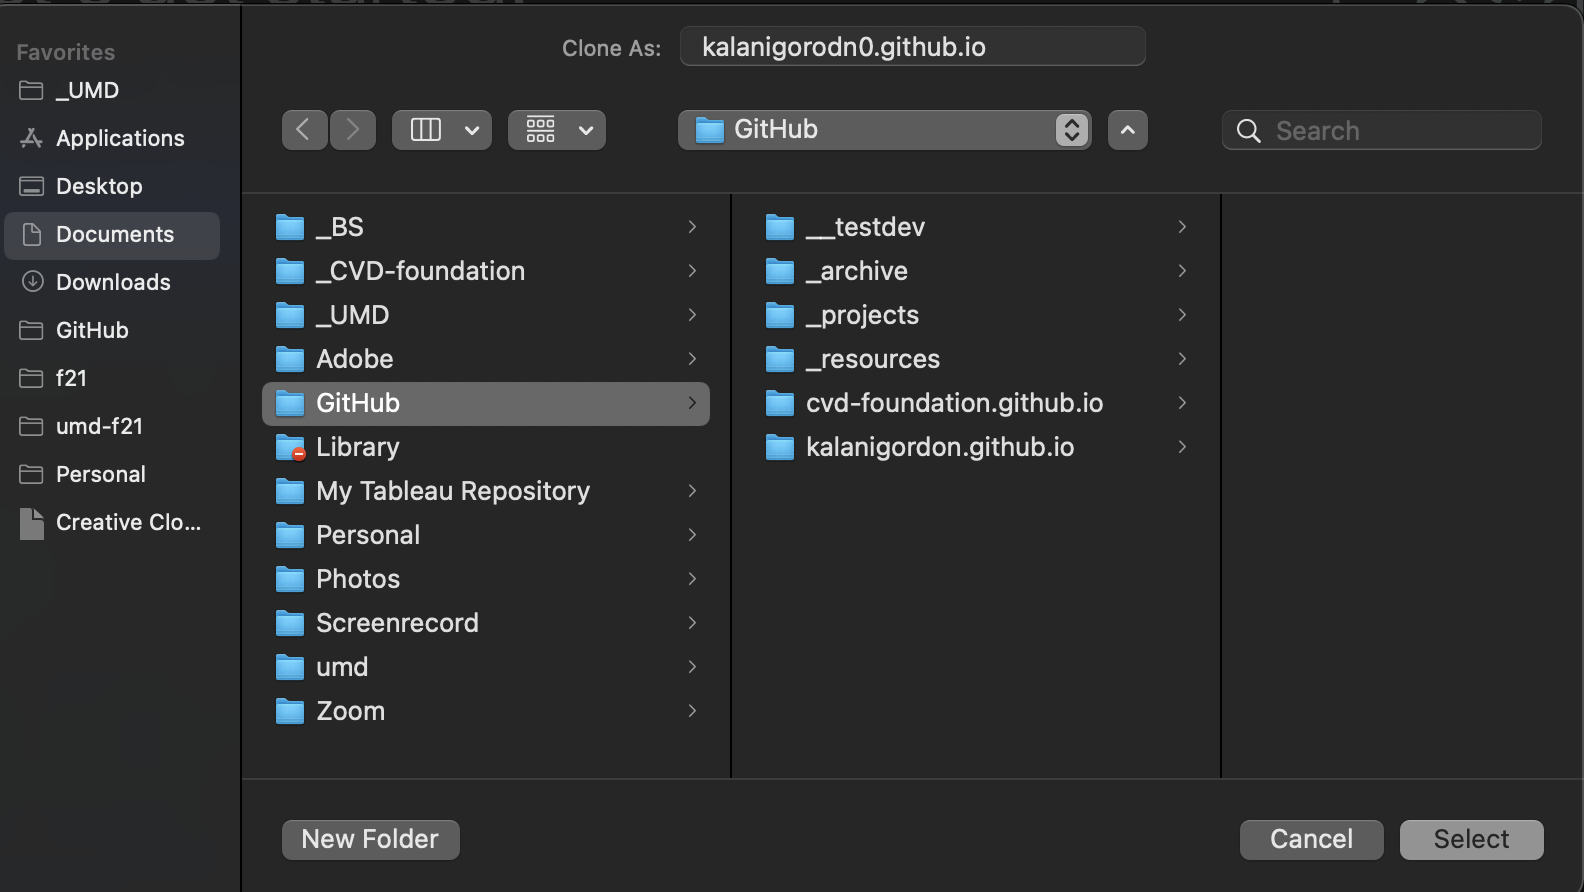 Clone As: kalanigorodn0.github.io
GitHub
Search
Favorites
_UMD
Applications
Desktop
Documents
Downloads
GitHub
f21
umd-f21
Personal
Creative Clo...
_BS
_CVD-foundation
_UMD
Adobe
GitHub
Library
My Tableau Repository
Personal
Photos
Screenrecord
umd
Zoom
__testdev
_archive
_projects
_resources
cvd-foundation.github.io
kalanigordon.github.io
New Folder
Cancel
Select